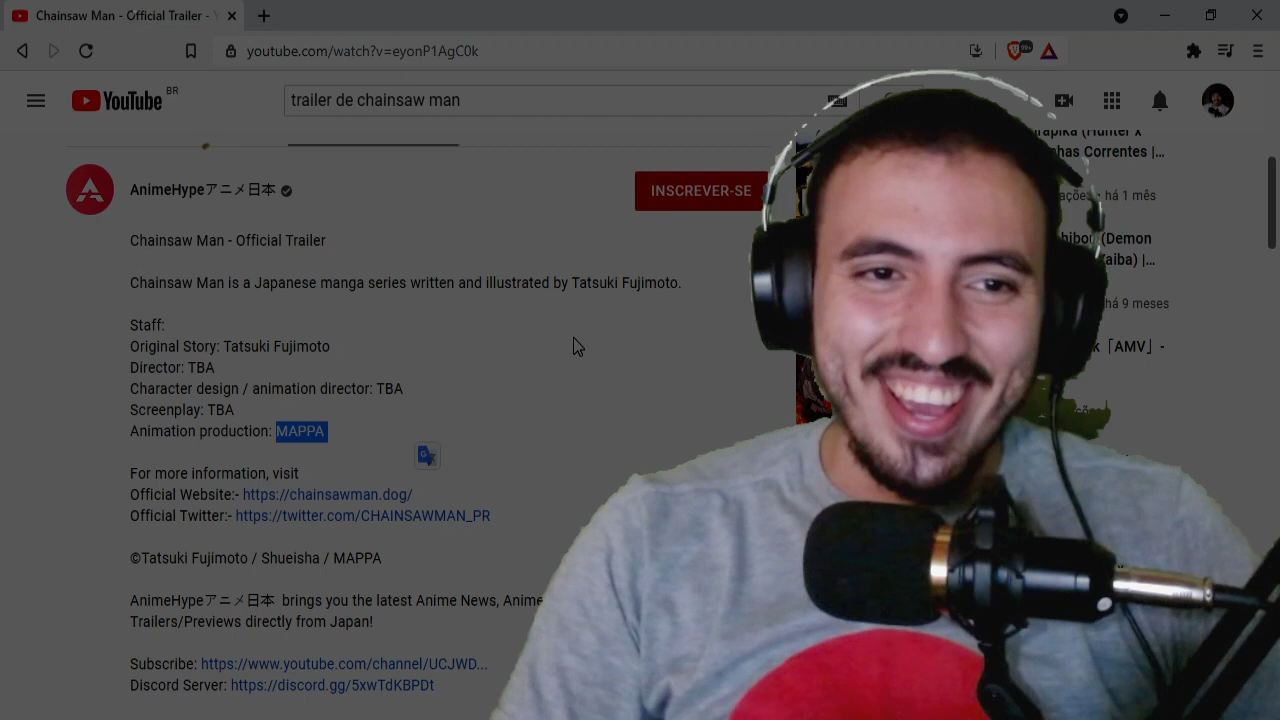 Chainsaw Man - Official Trailer -
youtube.com/watch?v=eyonP1AgC0k
99+
YouTube BR
trailer de chainsaw man
AnimeHypeアニメ日本
INSCREVER-SE
Chainsaw Man - Official Trailer
Chainsaw Man is a Japanese manga series written and illustrated by Tatsuki Fujimoto.
Staff:
Original Story: Tatsuki Fujimoto
Director: TBA
Character design / animation director: TBA
Screenplay: TBA
Animation production: MAPPA
For more information, visit
Official Website:- https://chainsawman.dog/
Official Twitter:- https://twitter.com/CHAINSAWMAN_PR
©Tatsuki Fujimoto / Shueisha / MAPPA
AnimeHypeアニメ日本 brings you the latest Anime News, Anime
Trailers/Previews directly from Japan!
Subscribe: https://www.youtube.com/channel/UCJWD...
Discord Server: https://discord.gg/5xwTdKBPDt
(Hunter x
Correntes |...
há 1 mês
(Demon
|...
há 9 meses
「AMV」 -